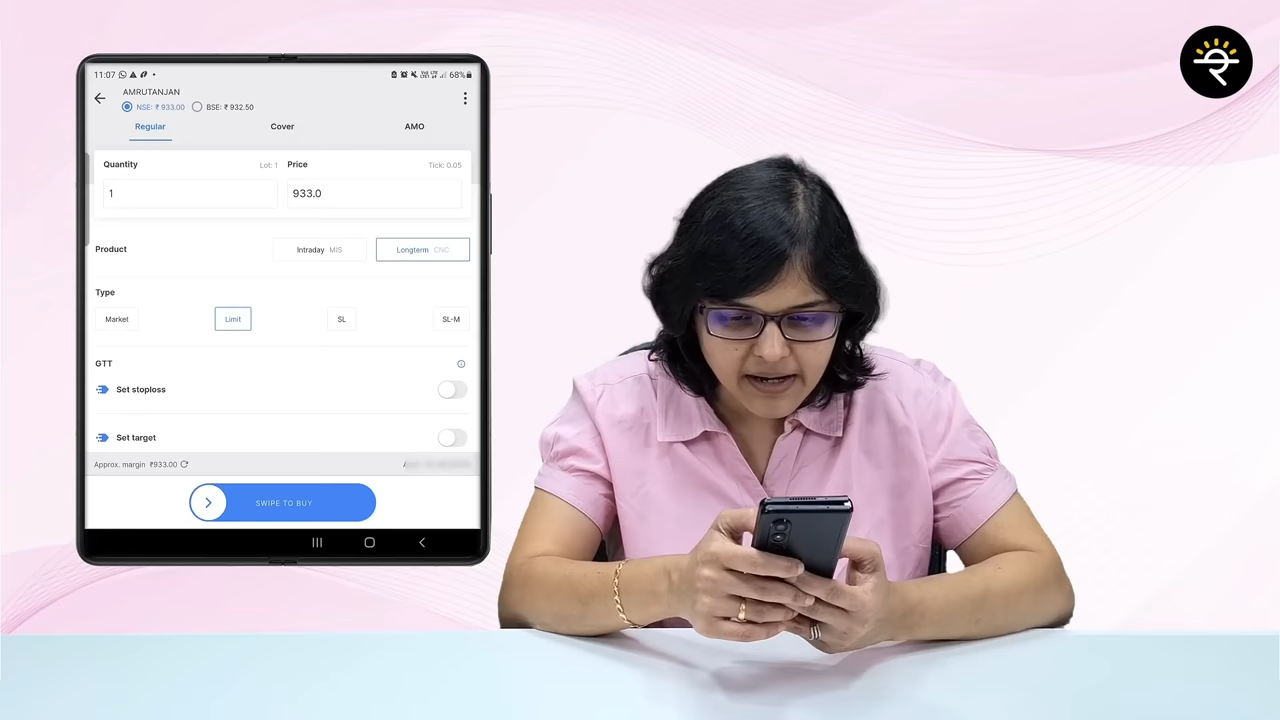 11:07
68%
AMRUTANJAN
NSE: ₹ 933.00 BSE: ₹ 932.50
Regular Cover AMO
Quantity Lot: 1 Price Tick: 0.05
1 933.0
Product Intraday MIS Longterm CNC
Type
Market Limit SL SL-M
GTT
Set stoploss
Set target
Approx. margin ₹933.00
SWIPE TO BUY